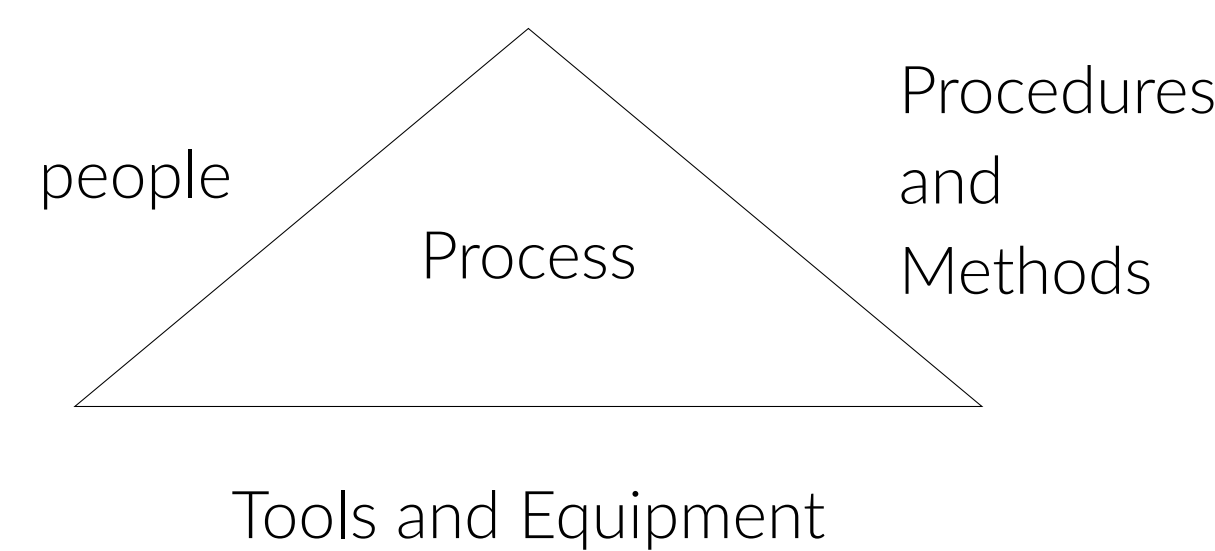 people
Process
Procedures
and
Methods
Tools and Equipment